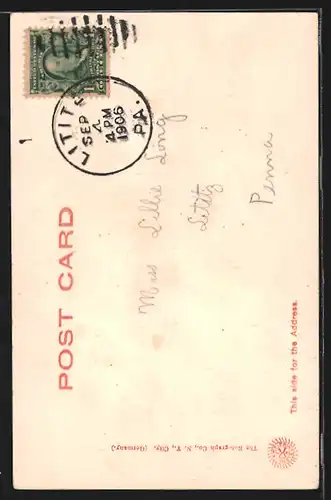 POST CARD
LITITZ
SEP
4
4 PM
1906
PA.
Miss Lillie Long
Lititz
Penna
This side for the Address.
The Rotograph Co., N. Y. City. (Germany.)